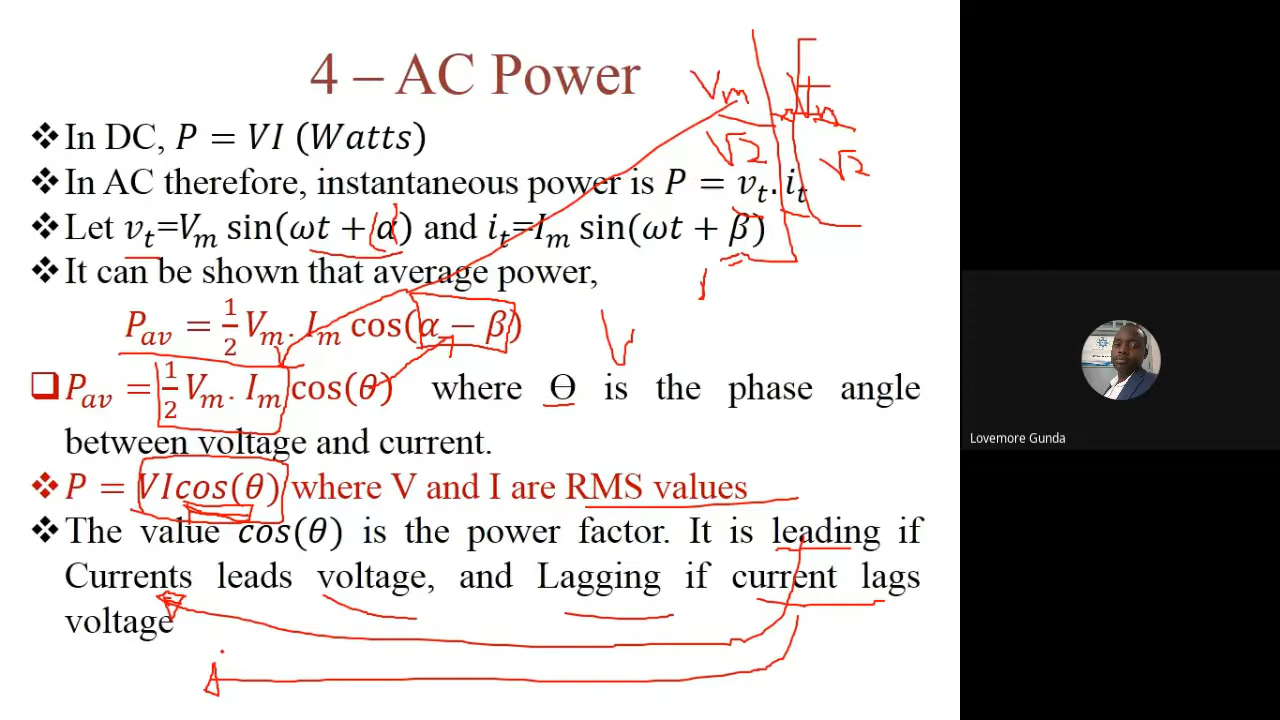 4 – AC Power
V_m
I_m
√2
√2
❖ In DC, P = VI (Watts)
❖ In AC therefore, instantaneous power is P = v_t. i_t
❖ Let v_t=V_m sin(ωt + α) and i_t=I_m sin(ωt + β)
❖ It can be shown that average power,
P_av = 1/2 V_m. I_m cos(α − β)
V
❑ P_av = 1/2 V_m. I_m cos(θ) where Ɵ is the phase angle
between voltage and current.
❖ P = VIcos(θ) where V and I are RMS values
❖ The value cos(θ) is the power factor. It is leading if
Currents leads voltage, and Lagging if current lags
voltage
Lovemore Gunda